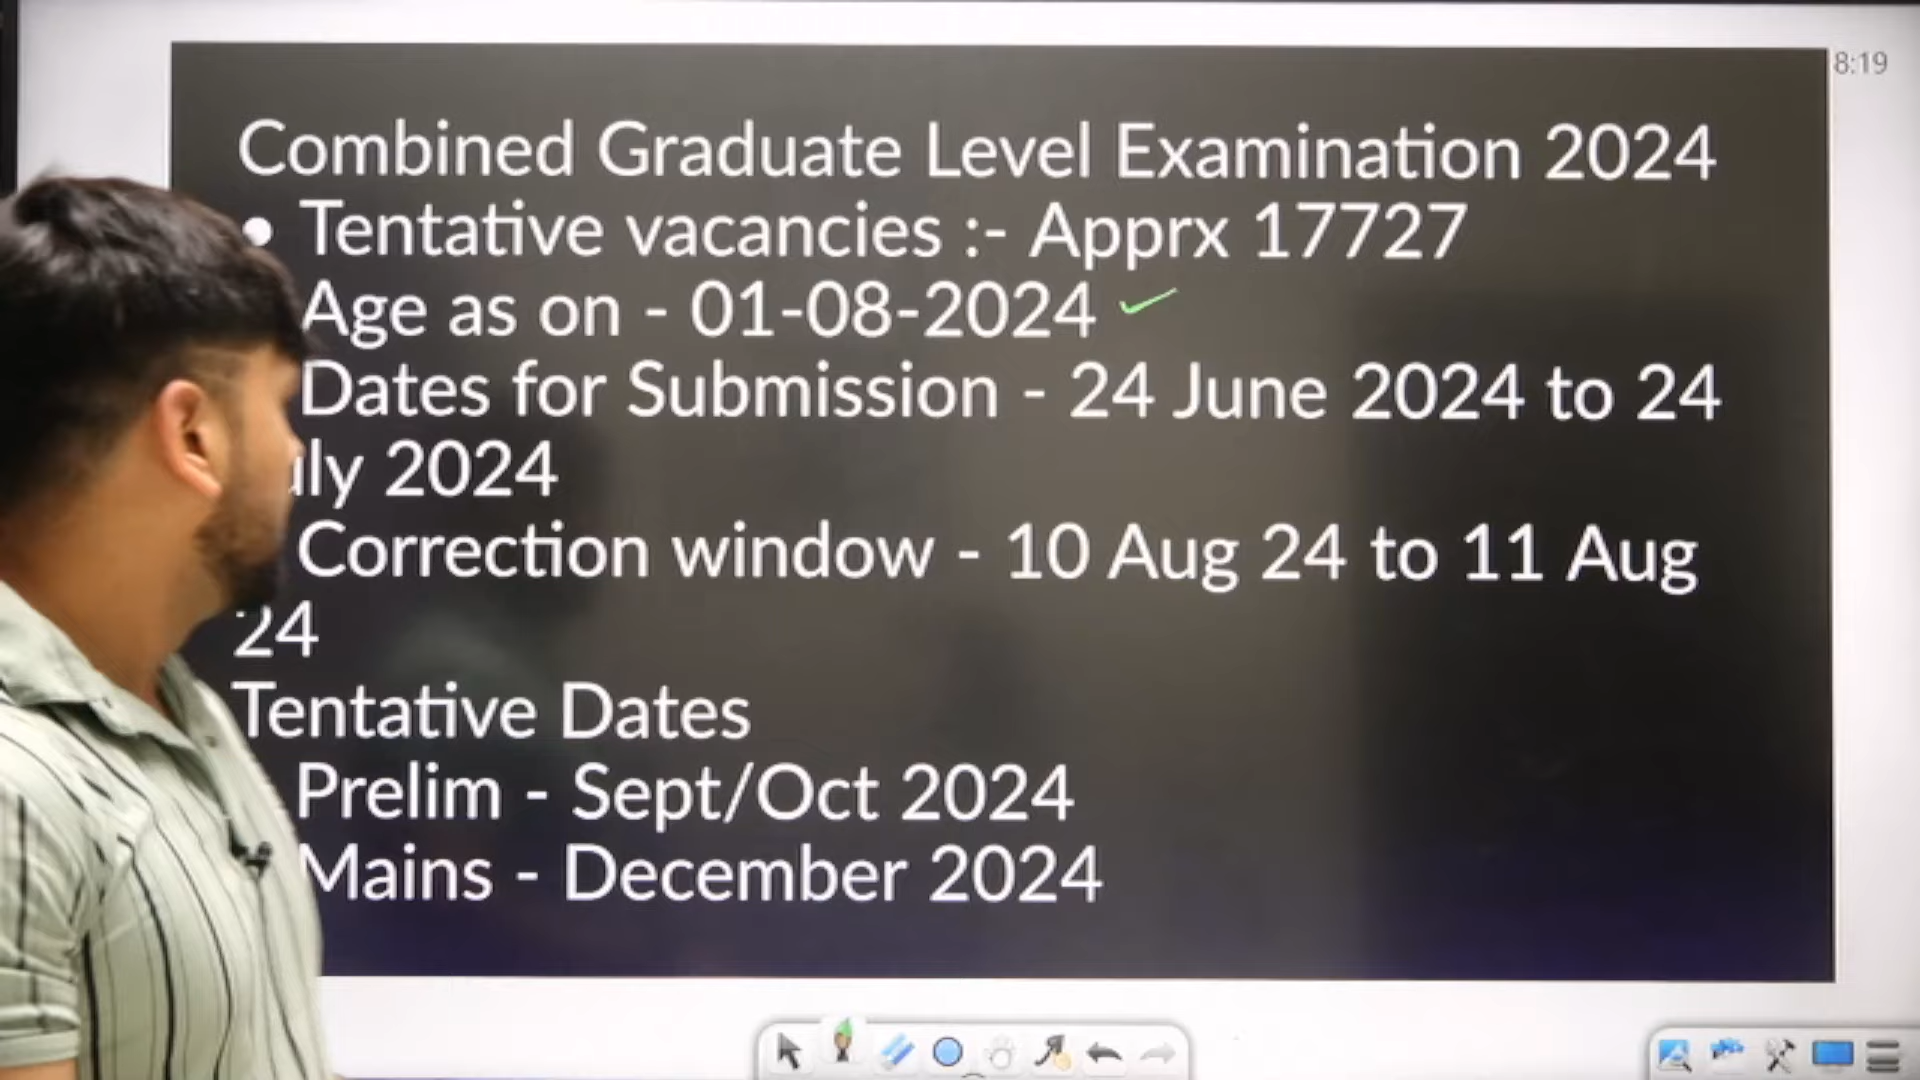 8:19
Combined Graduate Level Examination 2024
• Tentative vacancies :- Apprx 17727
Age as on - 01-08-2024
Dates for Submission - 24 June 2024 to 24
uly 2024
Correction window - 10 Aug 24 to 11 Aug
24
Tentative Dates
Prelim - Sept/Oct 2024
Mains - December 2024